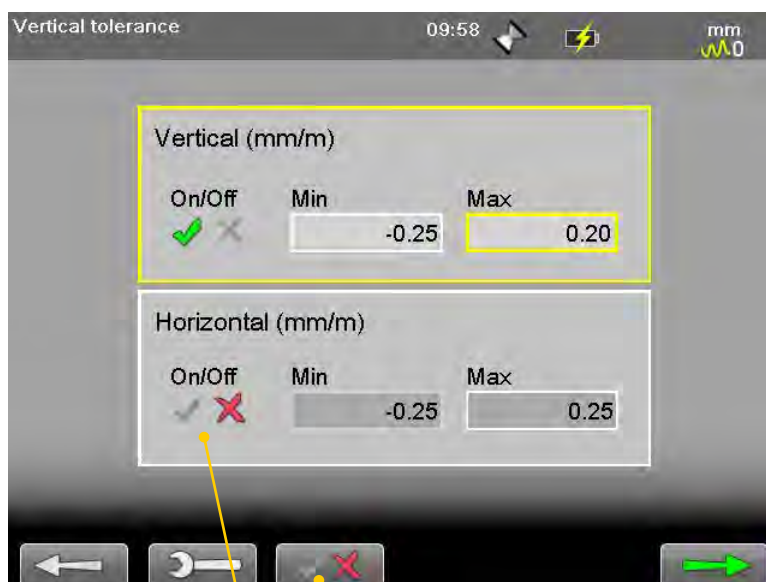 Vertical tolerance 09:58 mm
0
Vertical (mm/m)
On/Off Min Max
-0.25 0.20
Horizontal (mm/m)
On/Off Min Max
-0.25 0.25